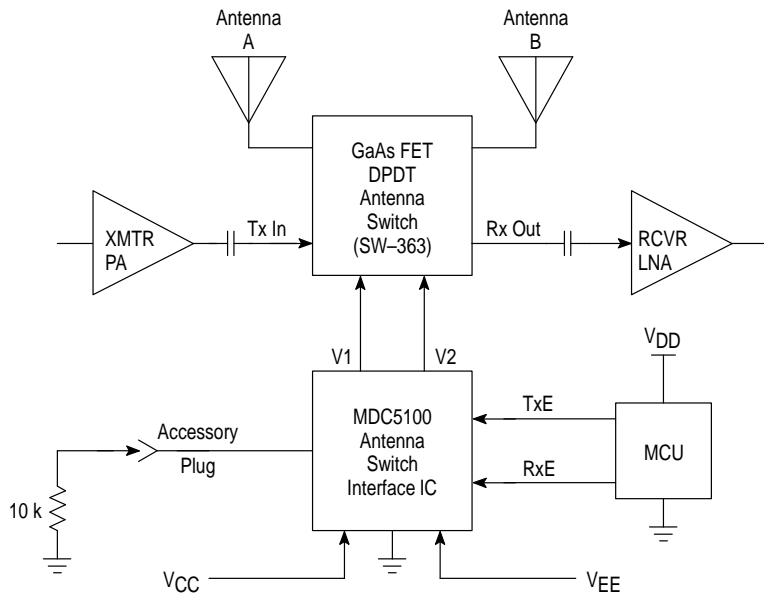 Antenna
A
Antenna
B
GaAs FET
DPDT
Antenna
Switch
(SW–363)
XMTR
PA
Tx In
Rx Out
RCVR
LNA
V1
V2
VDD
MDC5100
Antenna
Switch
Interface IC
TxE
RxE
MCU
Accessory
Plug
10 k
VCC
VEE